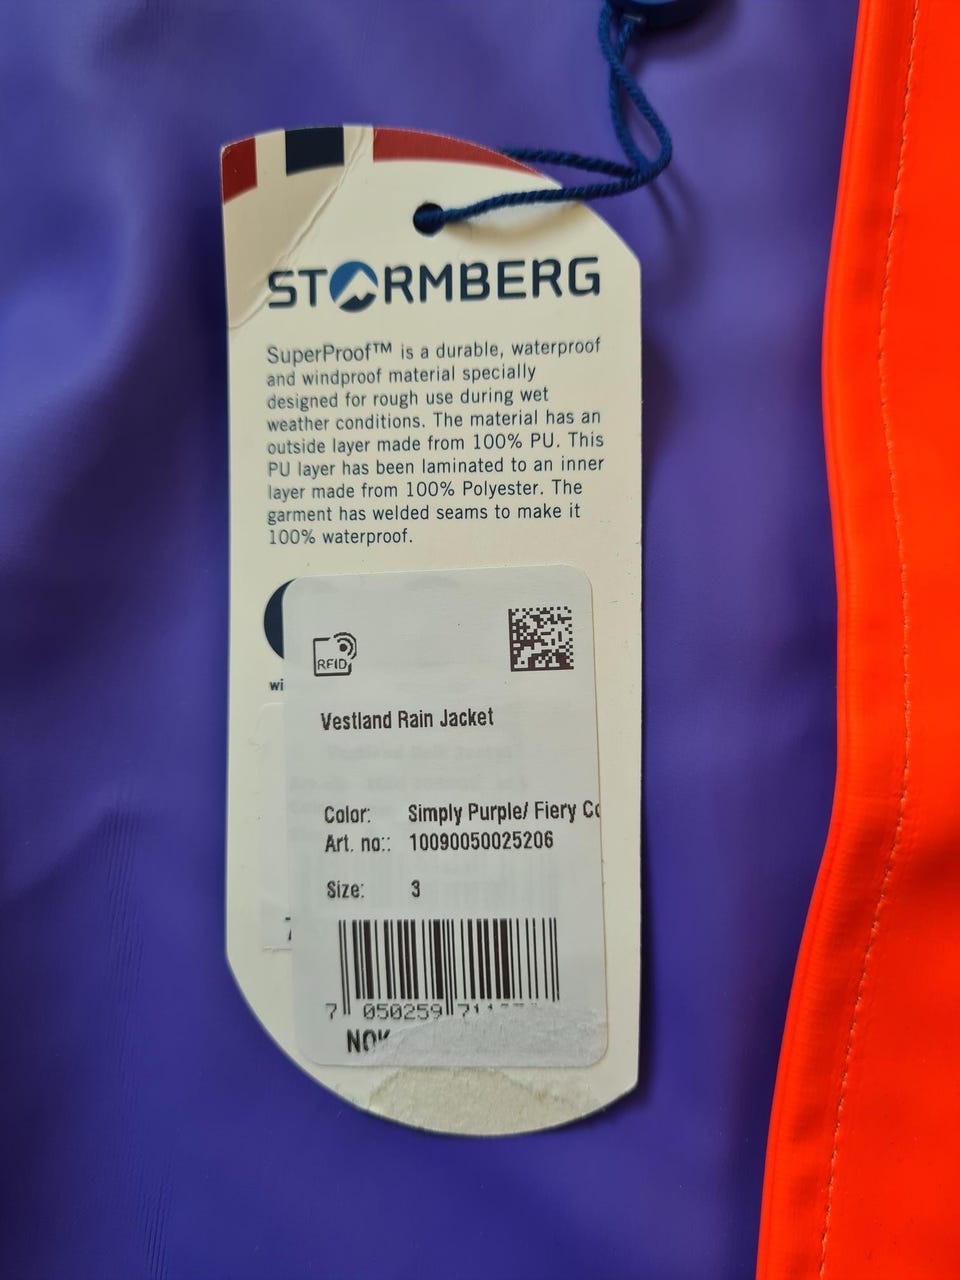 STORMBERG
SuperProof™ is a durable, waterproof
and windproof material specially
designed for rough use during wet
weather conditions. The material has an
outside layer made from 100% PU. This
PU layer has been laminated to an inner
layer made from 100% Polyester. The
garment has welded seams to make it
100% waterproof.
RFID
wi
Vestland Rain Jacket
Color: Simply Purple/ Fiery Co
Art. no:: 10090050025206
Size: 3
7 050259
NOK